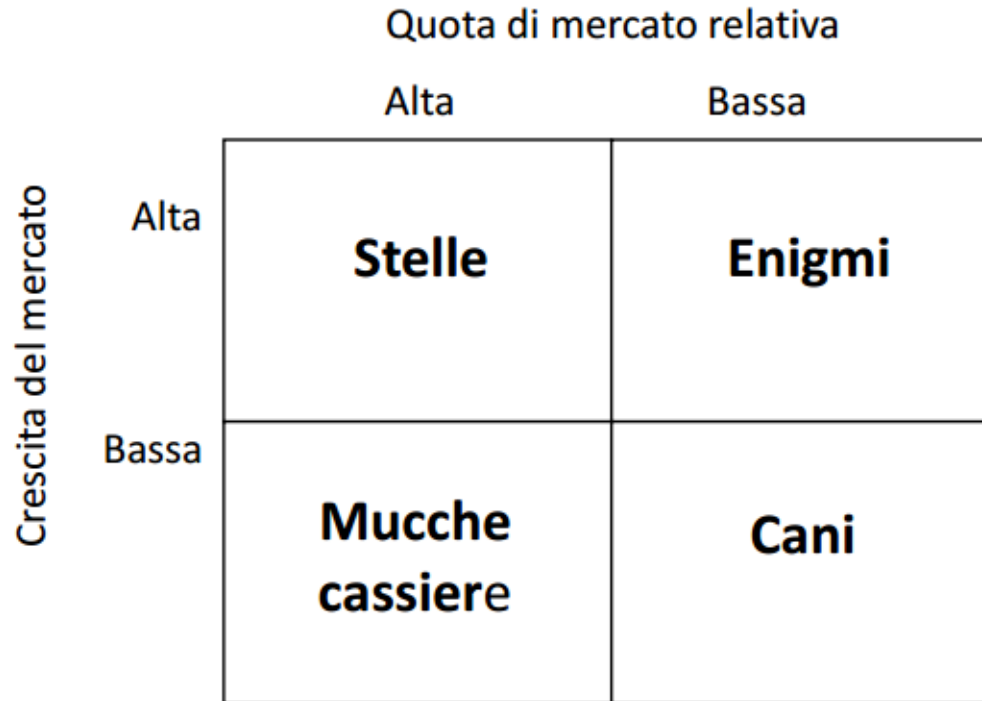 Quota di mercato relativa
Alta
Bassa
Crescita del mercato
Alta
Stelle
Enigmi
Bassa
Mucche
cassiere
Cani